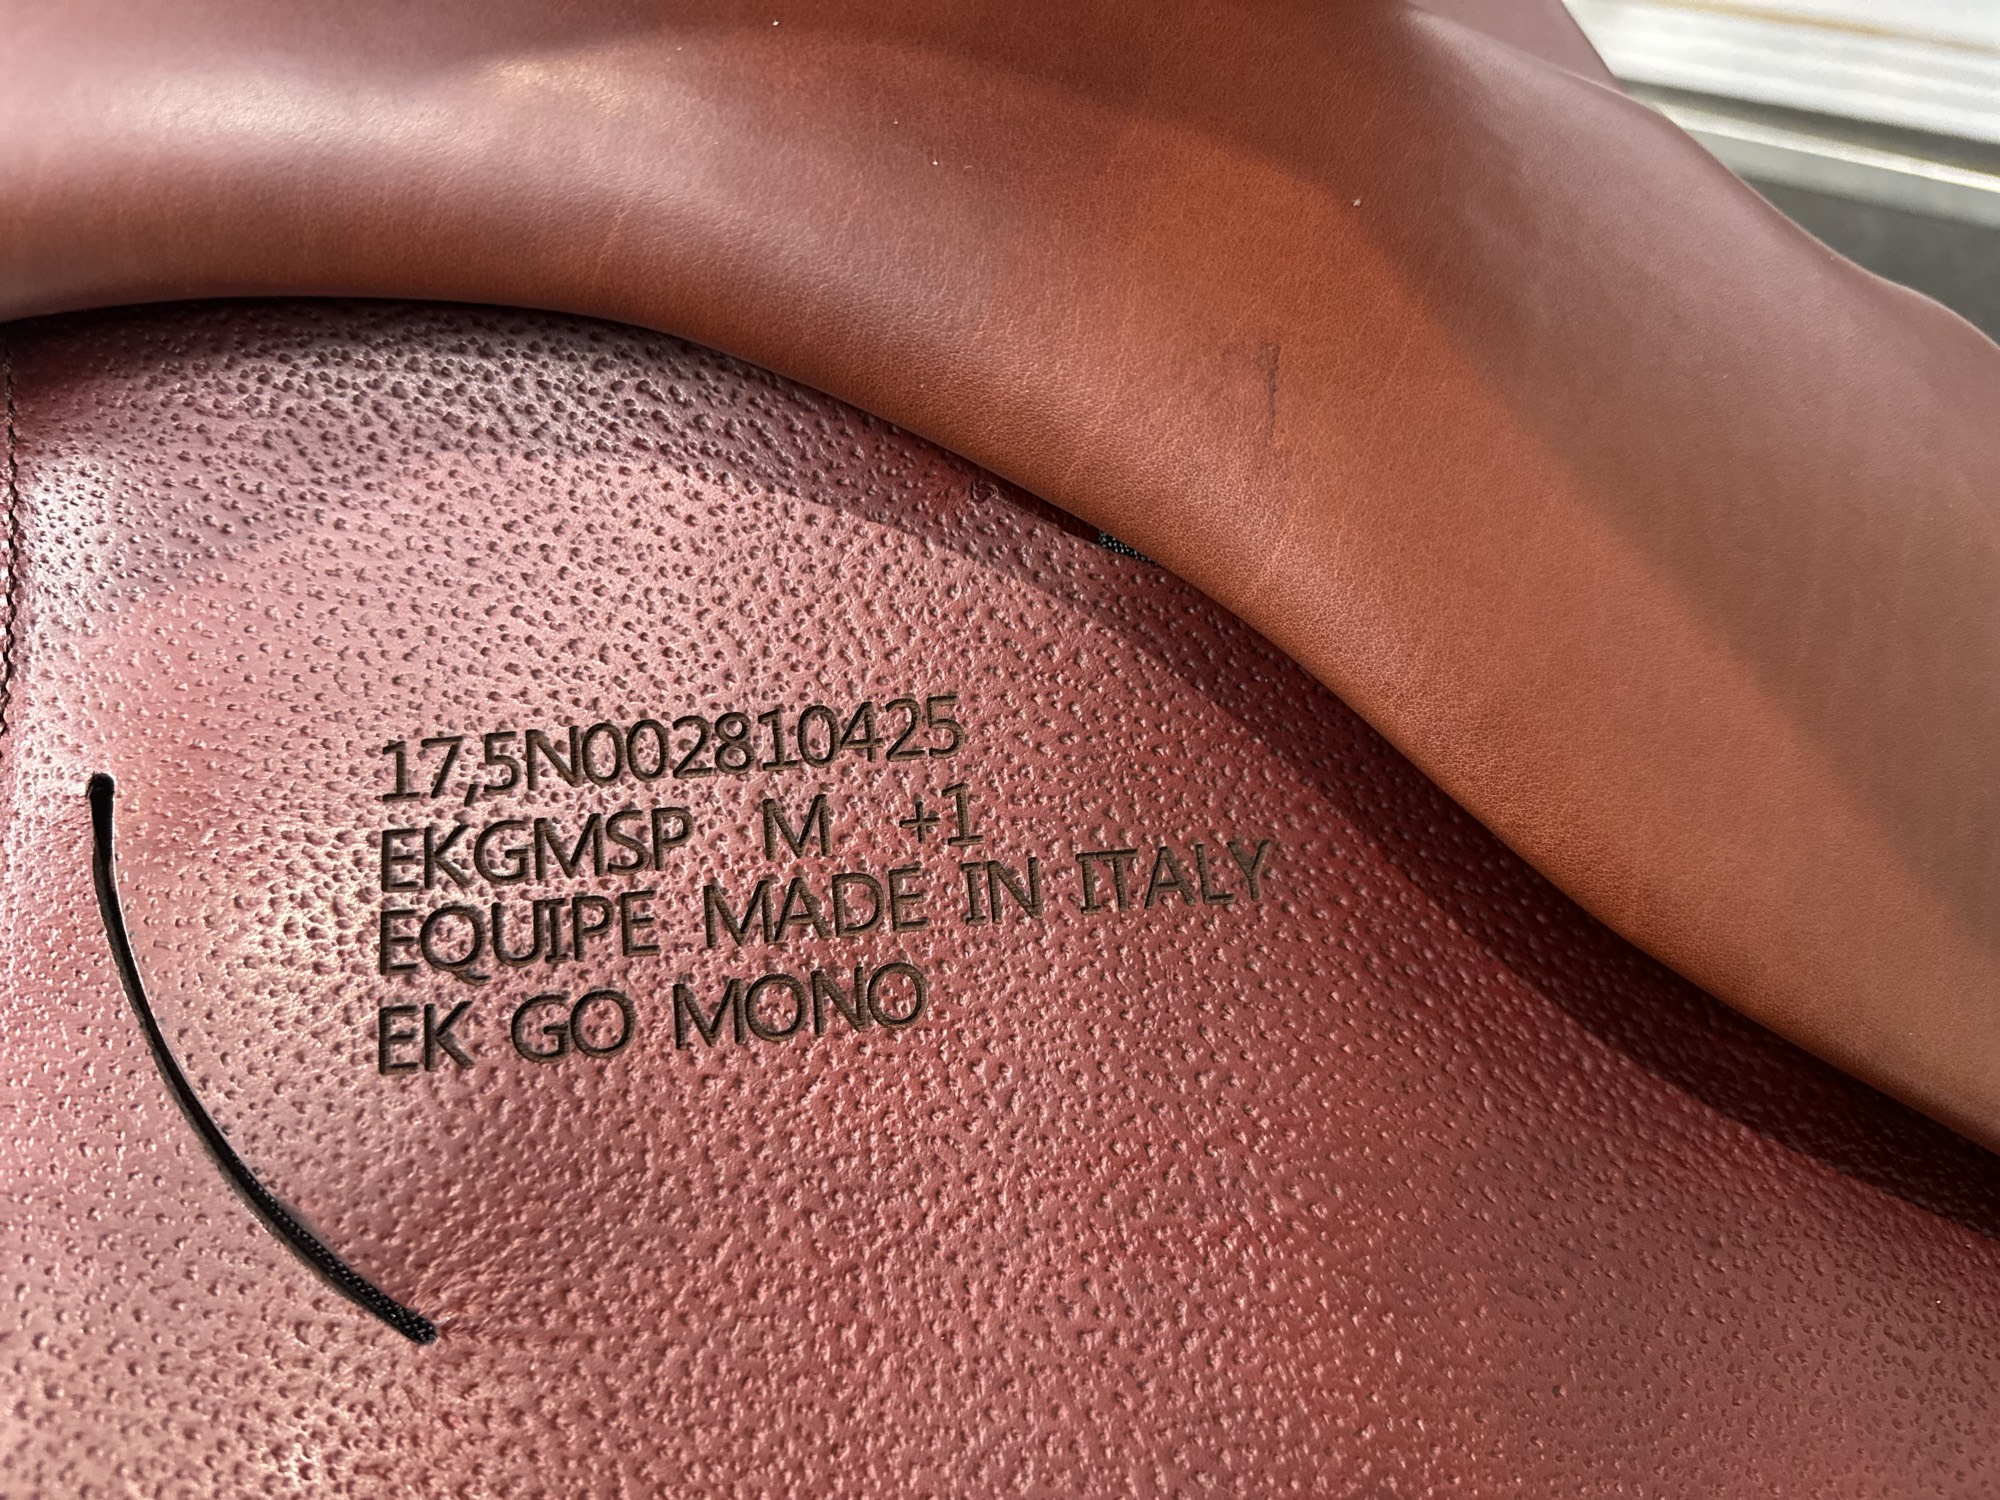 17,5N002810425
EKGMSP M +1
EQUIPE MADE IN ITALY
EK GO MONO